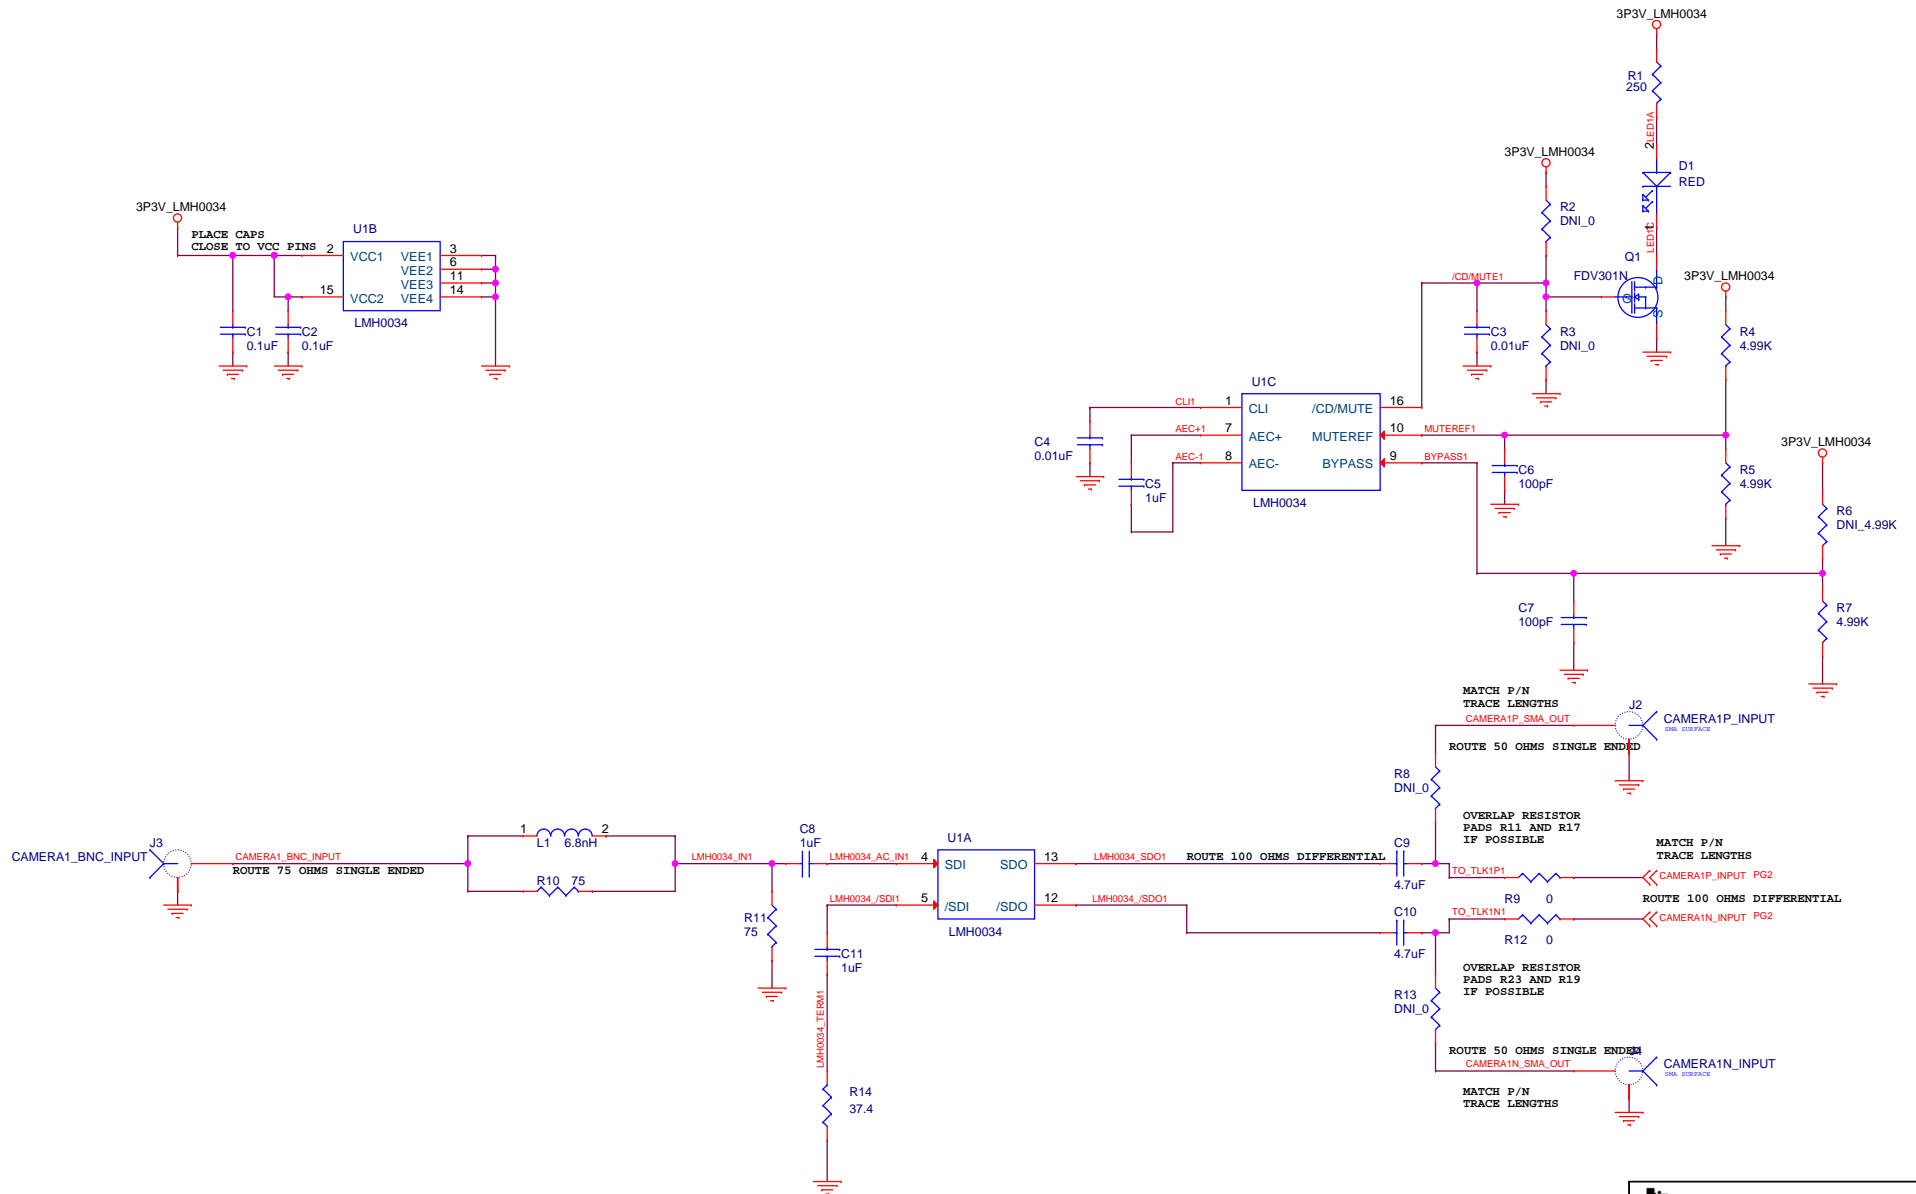 3P3V_LMH0034
R1
250
LED1A
2
D1
RED
1
LED1C
3P3V_LMH0034
R2
DNI_0
Q1
FDV301N
D
G
S
3P3V_LMH0034
PLACE CAPS
CLOSE TO VCC PINS
U1B
2
VCC1
VEE1
3
VEE2
6
VEE3
11
15
VCC2
VEE4
14
LMH0034
C1
0.1uF
C2
0.1uF
/CD/MUTE1
C3
0.01uF
R3
DNI_0
3P3V_LMH0034
R4
4.99K
U1C
CLI1
1
CLI
/CD/MUTE
16
AEC+1
7
AEC+
MUTEREF
10
MUTEREF1
AEC-1
8
AEC-
BYPASS
9
BYPASS1
LMH0034
C4
0.01uF
C5
1uF
C6
100pF
R5
4.99K
3P3V_LMH0034
R6
DNI_4.99K
C7
100pF
R7
4.99K
MATCH P/N
TRACE LENGTHS
CAMERA1P_SMA_OUT
J2
CAMERA1P_INPUT
SMA SURFACE
ROUTE 50 OHMS SINGLE ENDED
R8
DNI_0
OVERLAP RESISTOR
PADS R11 AND R17
IF POSSIBLE
J3
CAMERA1_BNC_INPUT
CAMERA1_BNC_INPUT
ROUTE 75 OHMS SINGLE ENDED
1
2
L1
6.8nH
R10
75
LMH0034_IN1
C8
1uF
LMH0034_AC_IN1
R11
75
U1A
4
SDI
SDO
13
LMH0034_SDO1
LMH0034_/SDI1
5
/SDI
/SDO
12
LMH0034_/SDO1
LMH0034
ROUTE 100 OHMS DIFFERENTIAL
C9
4.7uF
TO_TLK1P1
R9
0
MATCH P/N
TRACE LENGTHS
CAMERA1P_INPUT
PG2
ROUTE 100 OHMS DIFFERENTIAL
C10
4.7uF
TO_TLK1N1
R12
0
CAMERA1N_INPUT
PG2
C11
1uF
LMH0034_TERM1
R14
37.4
OVERLAP RESISTOR
PADS R23 AND R19
IF POSSIBLE
R13
DNI_0
ROUTE 50 OHMS SINGLE ENDED
J4
CAMERA1N_SMA_OUT
CAMERA1N_INPUT
SMA SURFACE
MATCH P/N
TRACE LENGTHS